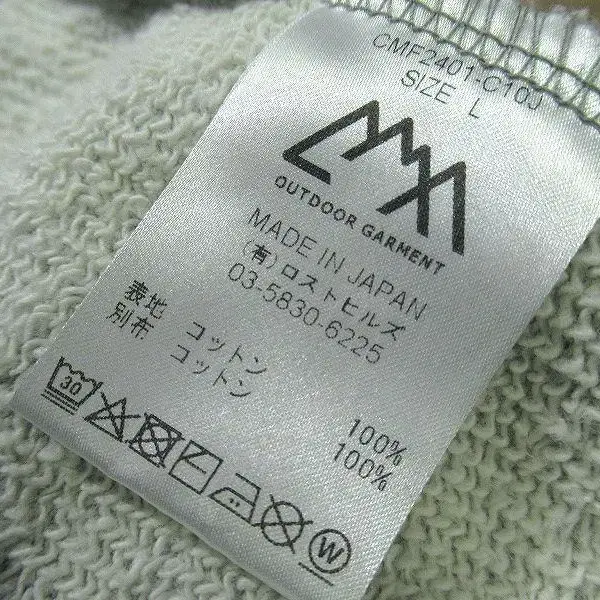 CMF2401-C10J
SIZE L
OUTDOOR GARMENT
MADE IN JAPAN
(有)ロストヒルズ
03-5830-6225
表地 コットン 100%
別布 コットン 100%
30
W